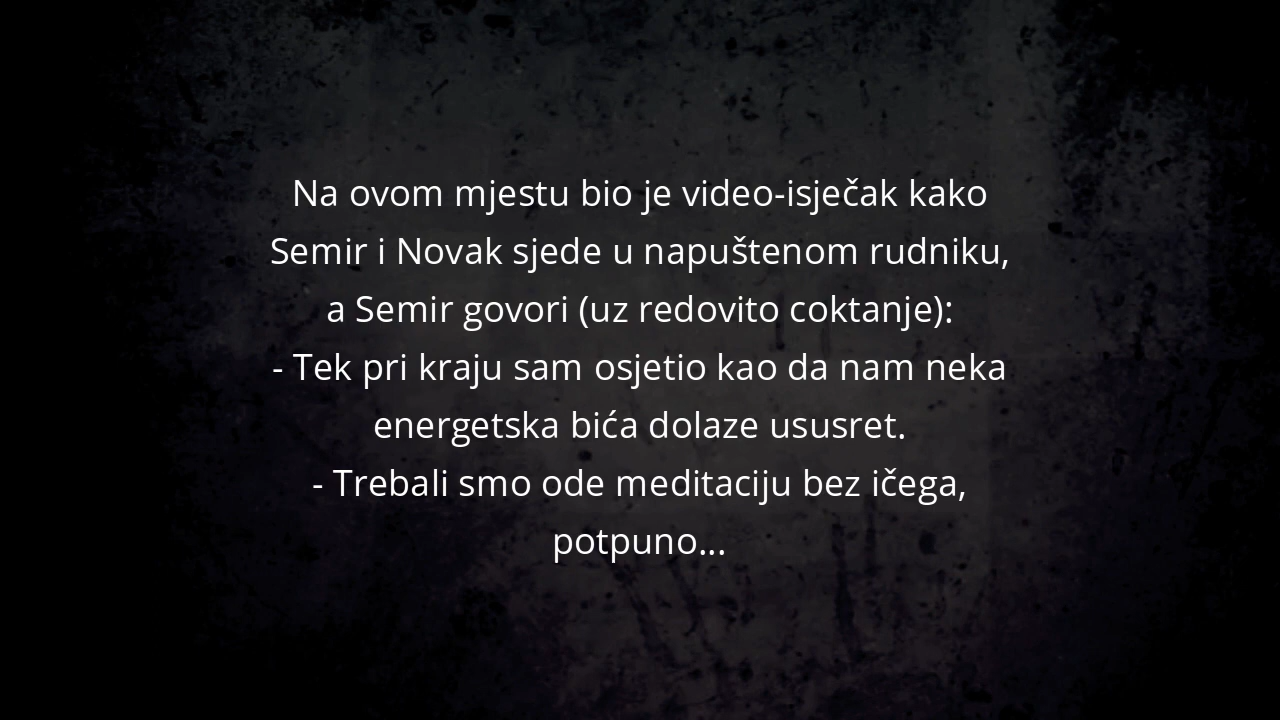 Na ovom mjestu bio je video-isječak kako
Semir i Novak sjede u napuštenom rudniku,
a Semir govori (uz redovito coktanje):
- Tek pri kraju sam osjetio kao da nam neka
energetska bića dolaze ususret.
- Trebali smo ode meditaciju bez ičega,
potpuno...